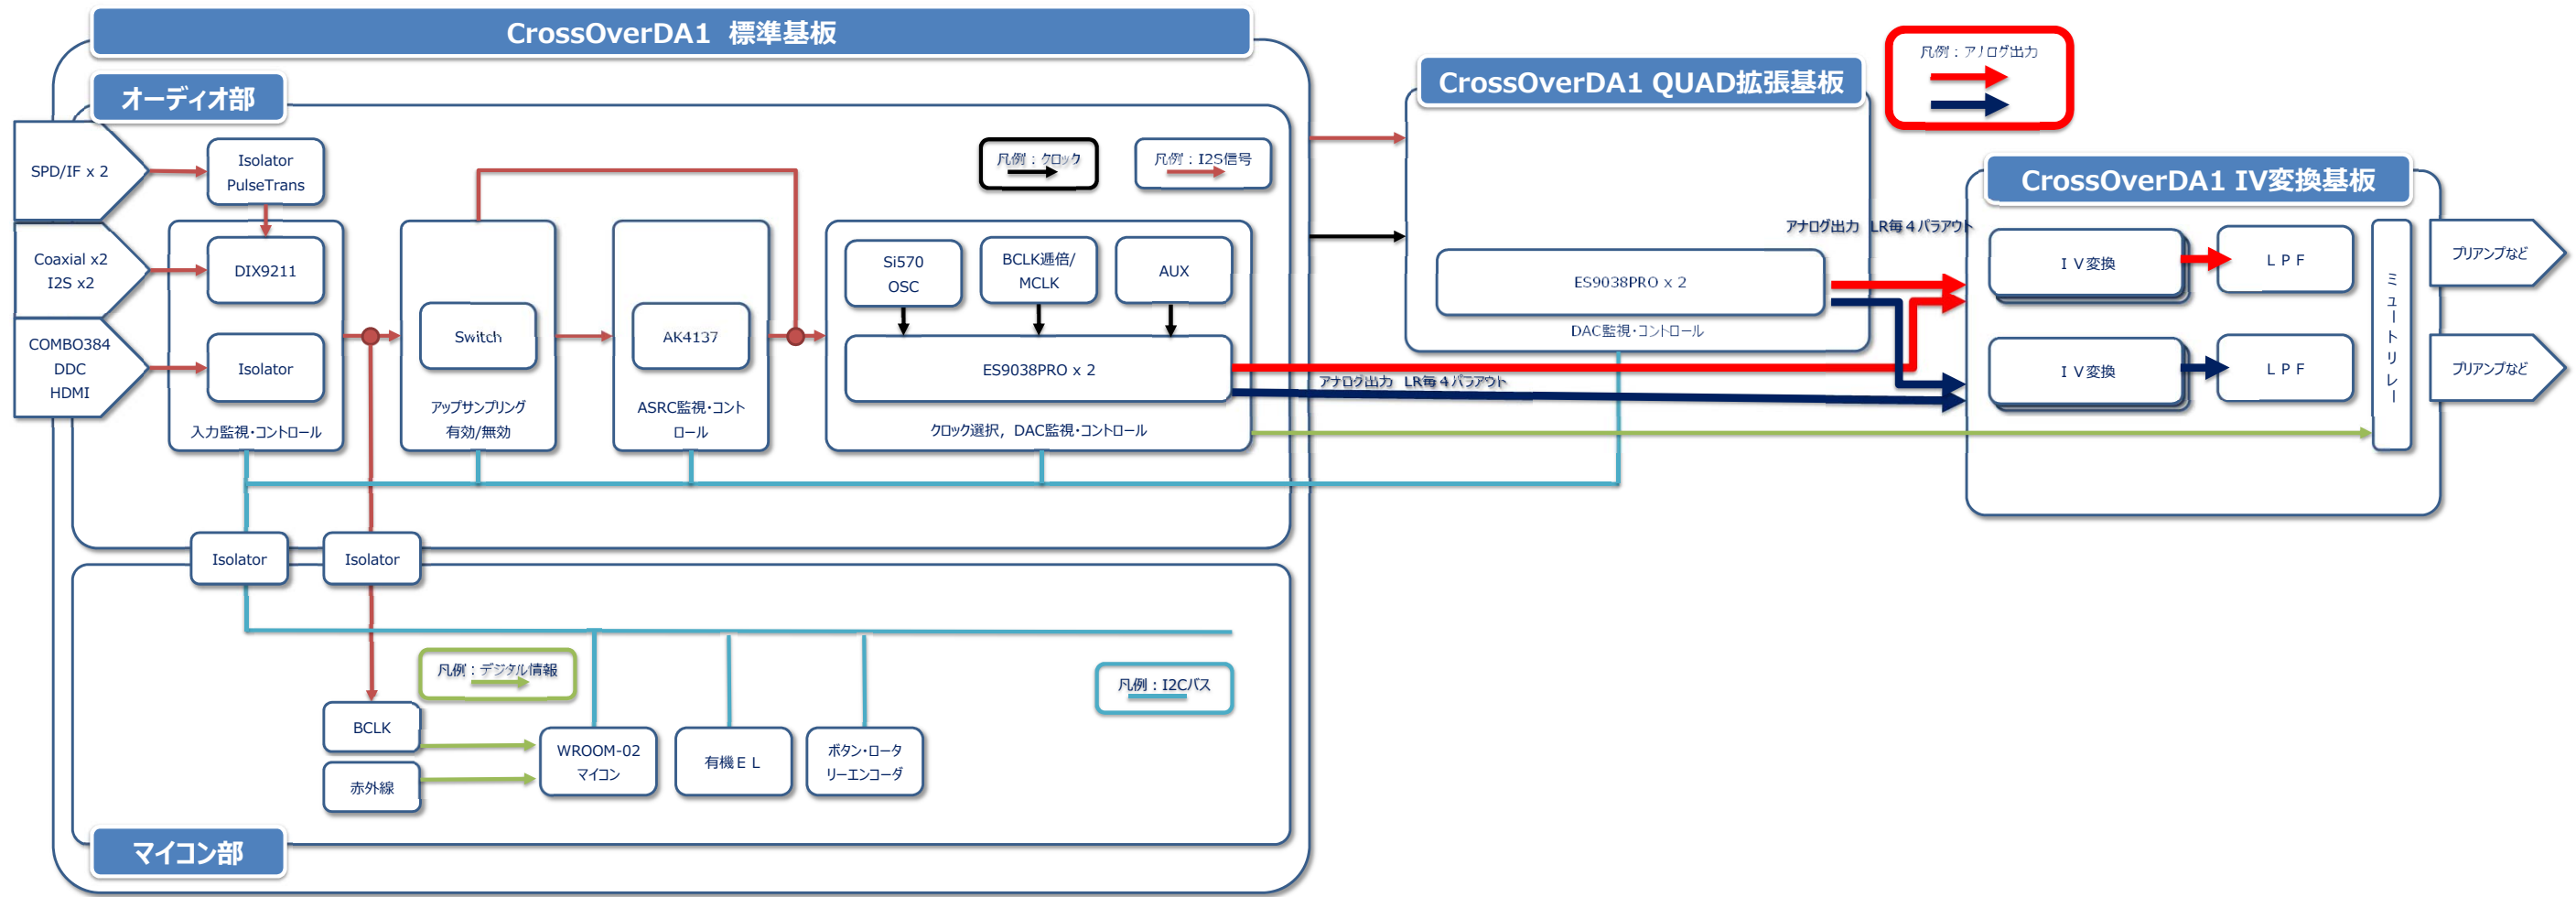 CrossOverDA1 標準基板
オーディオ部
SPD/IF x 2
Isolator
PulseTrans
凡例：クロック
凡例：I2S信号
Coaxial x2
I2S x2
DIX9211
COMBO384
DDC
HDMI
Isolator
入力監視・コントロール
Switch
アップサンプリング
有効/無効
AK4137
ASRC監視・コント
ロール
Si570
OSC
BCLK逓倍/
MCLK
AUX
ES9038PRO x 2
クロック選択，DAC監視・コントロール
CrossOverDA1 QUAD拡張基板
ES9038PRO x 2
DAC監視・コントロール
アナログ出力 LR毎４パラアウト
アナログ出力 LR毎４パラアウト
凡例：アナログ出力
CrossOverDA1 IV変換基板
ＩＶ変換
ＬＰＦ
ＩＶ変換
ＬＰＦ
ミュートリレー
プリアンプなど
プリアンプなど
Isolator
Isolator
凡例：デジタル情報
凡例：I2Cバス
BCLK
赤外線
WROOM-02
マイコン
有機ＥＬ
ボタン・ロータ
リーエンコーダ
マイコン部